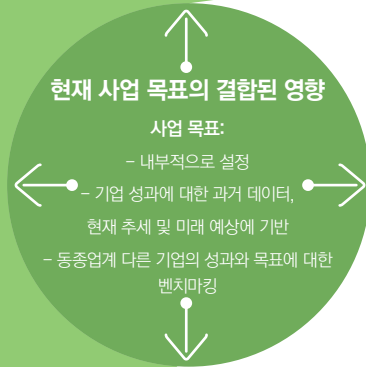 현재 사업 목표의 결합된 영향
사업 목표:
– 내부적으로 설정
– 기업 성과에 대한 과거 데이터,
현재 추세 및 미래 예상에 기반
– 동종업계 다른 기업의 성과와 목표에 대한
벤치마킹